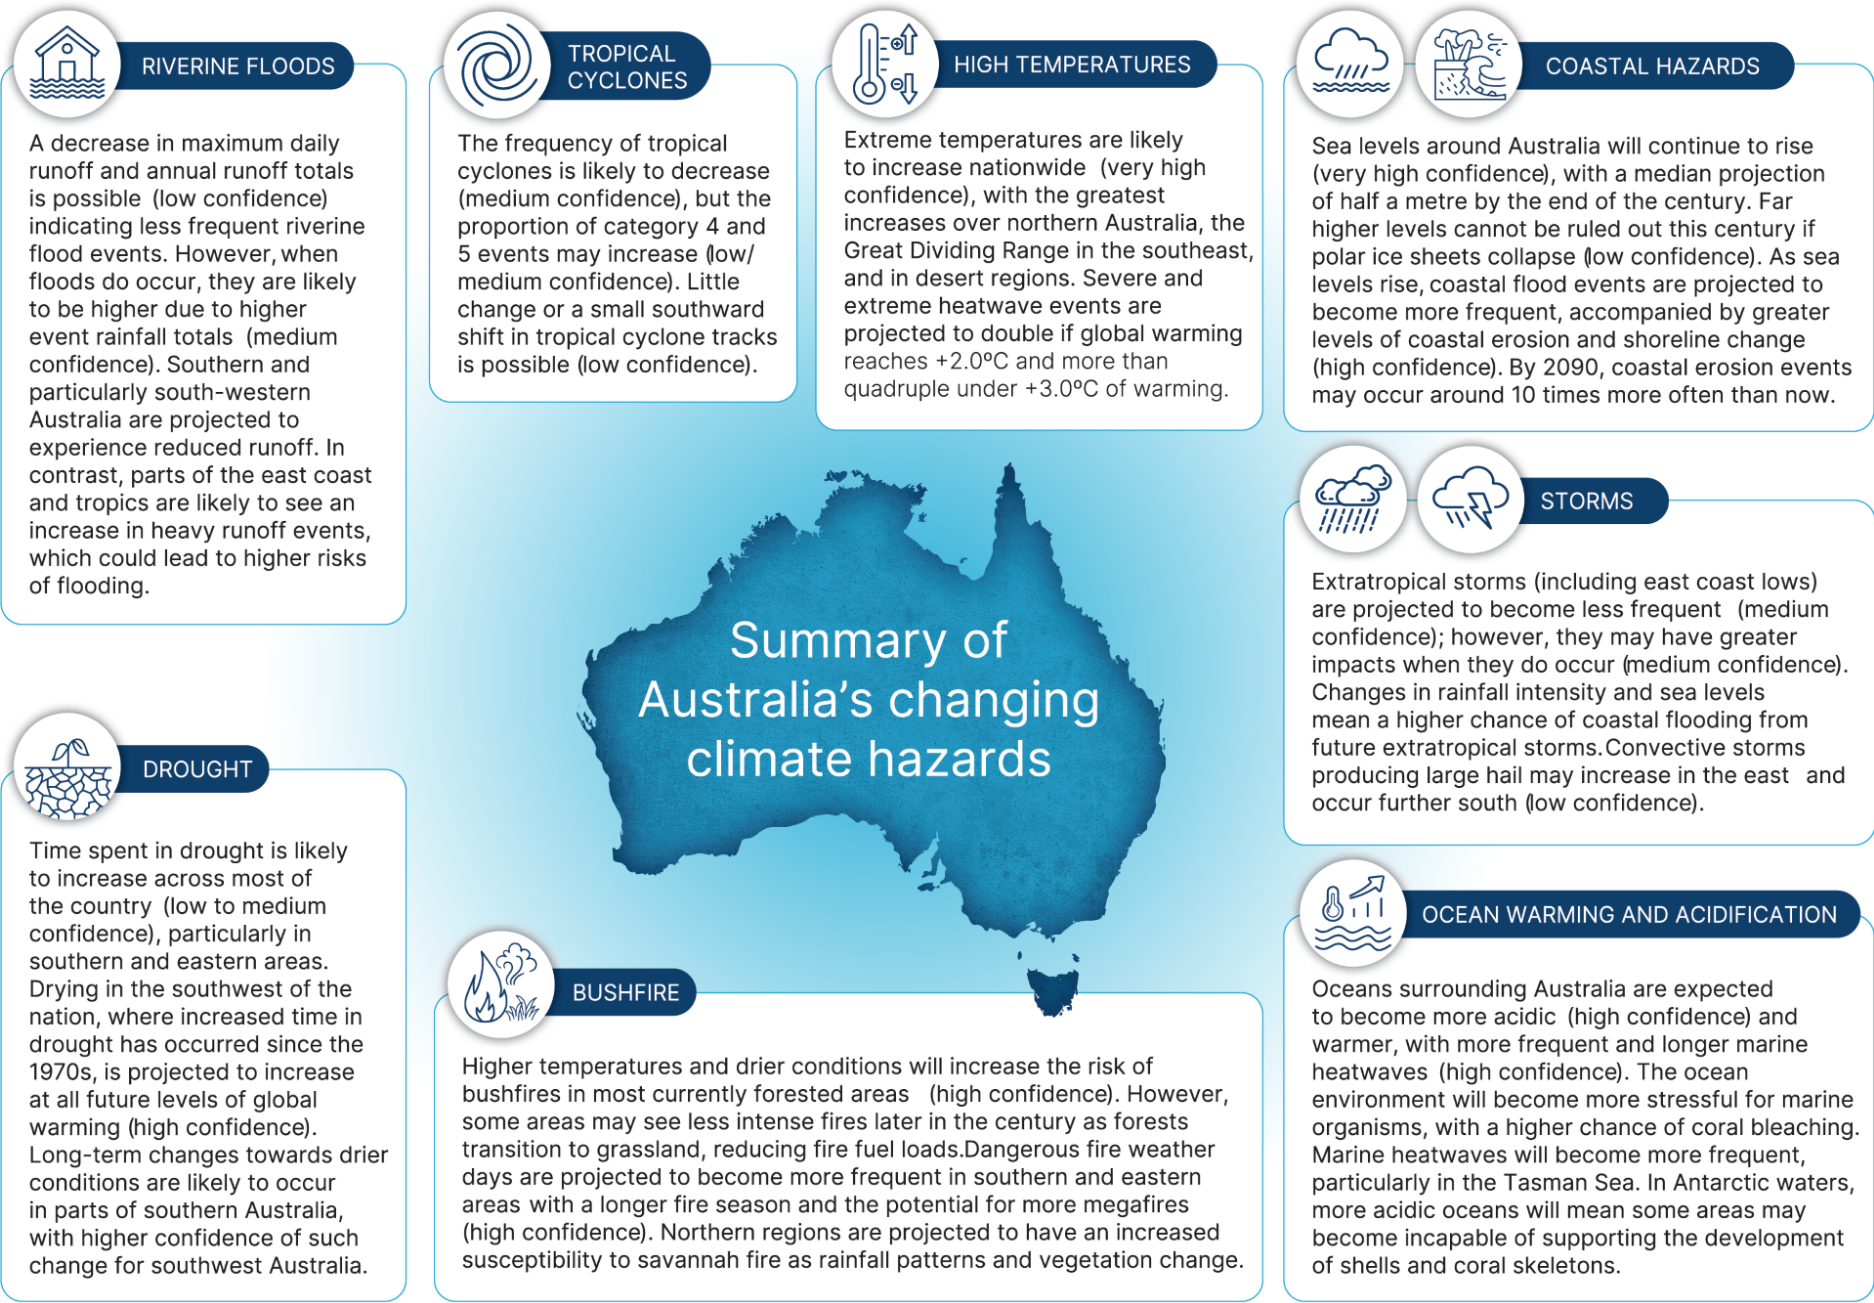 RIVERINE FLOODS
A decrease in maximum daily
runoff and annual runoff totals
is possible (low confidence)
indicating less frequent riverine
flood events. However, when
floods do occur, they are likely
to be higher due to higher
event rainfall totals (medium
confidence). Southern and
particularly south-western
Australia are projected to
experience reduced runoff. In
contrast, parts of the east coast
and tropics are likely to see an
increase in heavy runoff events,
which could lead to higher risks
of flooding.
TROPICAL
CYCLONES
The frequency of tropical
cyclones is likely to decrease
(medium confidence), but the
proportion of category 4 and
5 events may increase (low/
medium confidence). Little
change or a small southward
shift in tropical cyclone tracks
is possible (low confidence).
HIGH TEMPERATURES
Extreme temperatures are likely
to increase nationwide (very high
confidence), with the greatest
increases over northern Australia, the
Great Dividing Range in the southeast,
and in desert regions. Severe and
extreme heatwave events are
projected to double if global warming
reaches +2.0ºC and more than
quadruple under +3.0ºC of warming.
COASTAL HAZARDS
Sea levels around Australia will continue to rise
(very high confidence), with a median projection
of half a metre by the end of the century. Far
higher levels cannot be ruled out this century if
polar ice sheets collapse (low confidence). As sea
levels rise, coastal flood events are projected to
become more frequent, accompanied by greater
levels of coastal erosion and shoreline change
(high confidence). By 2090, coastal erosion events
may occur around 10 times more often than now.
Summary of
Australia's changing
climate hazards
STORMS
Extratropical storms (including east coast lows)
are projected to become less frequent (medium
confidence); however, they may have greater
impacts when they do occur (medium confidence).
Changes in rainfall intensity and sea levels
mean a higher chance of coastal flooding from
future extratropical storms.Convective storms
producing large hail may increase in the east and
occur further south (low confidence).
DROUGHT
Time spent in drought is likely
to increase across most of
the country (low to medium
confidence), particularly in
southern and eastern areas.
Drying in the southwest of the
nation, where increased time in
drought has occurred since the
1970s, is projected to increase
at all future levels of global
warming (high confidence).
Long-term changes towards drier
conditions are likely to occur
in parts of southern Australia,
with higher confidence of such
change for southwest Australia.
BUSHFIRE
Higher temperatures and drier conditions will increase the risk of
bushfires in most currently forested areas (high confidence). However,
some areas may see less intense fires later in the century as forests
transition to grassland, reducing fire fuel loads.Dangerous fire weather
days are projected to become more frequent in southern and eastern
areas with a longer fire season and the potential for more megafires
(high confidence). Northern regions are projected to have an increased
susceptibility to savannah fire as rainfall patterns and vegetation change.
OCEAN WARMING AND ACIDIFICATION
Oceans surrounding Australia are expected
to become more acidic (high confidence) and
warmer, with more frequent and longer marine
heatwaves (high confidence). The ocean
environment will become more stressful for marine
organisms, with a higher chance of coral bleaching.
Marine heatwaves will become more frequent,
particularly in the Tasman Sea. In Antarctic waters,
more acidic oceans will mean some areas may
become incapable of supporting the development
of shells and coral skeletons.